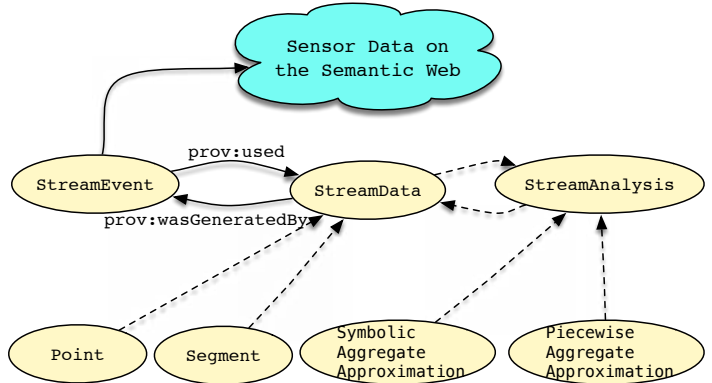 Sensor Data on
the Semantic Web
prov:used
StreamEvent
StreamData
StreamAnalysis
prov:wasGeneratedBy
Point
Segment
Symbolic
Aggregate
Approximation
Piecewise
Aggregate
Approximation